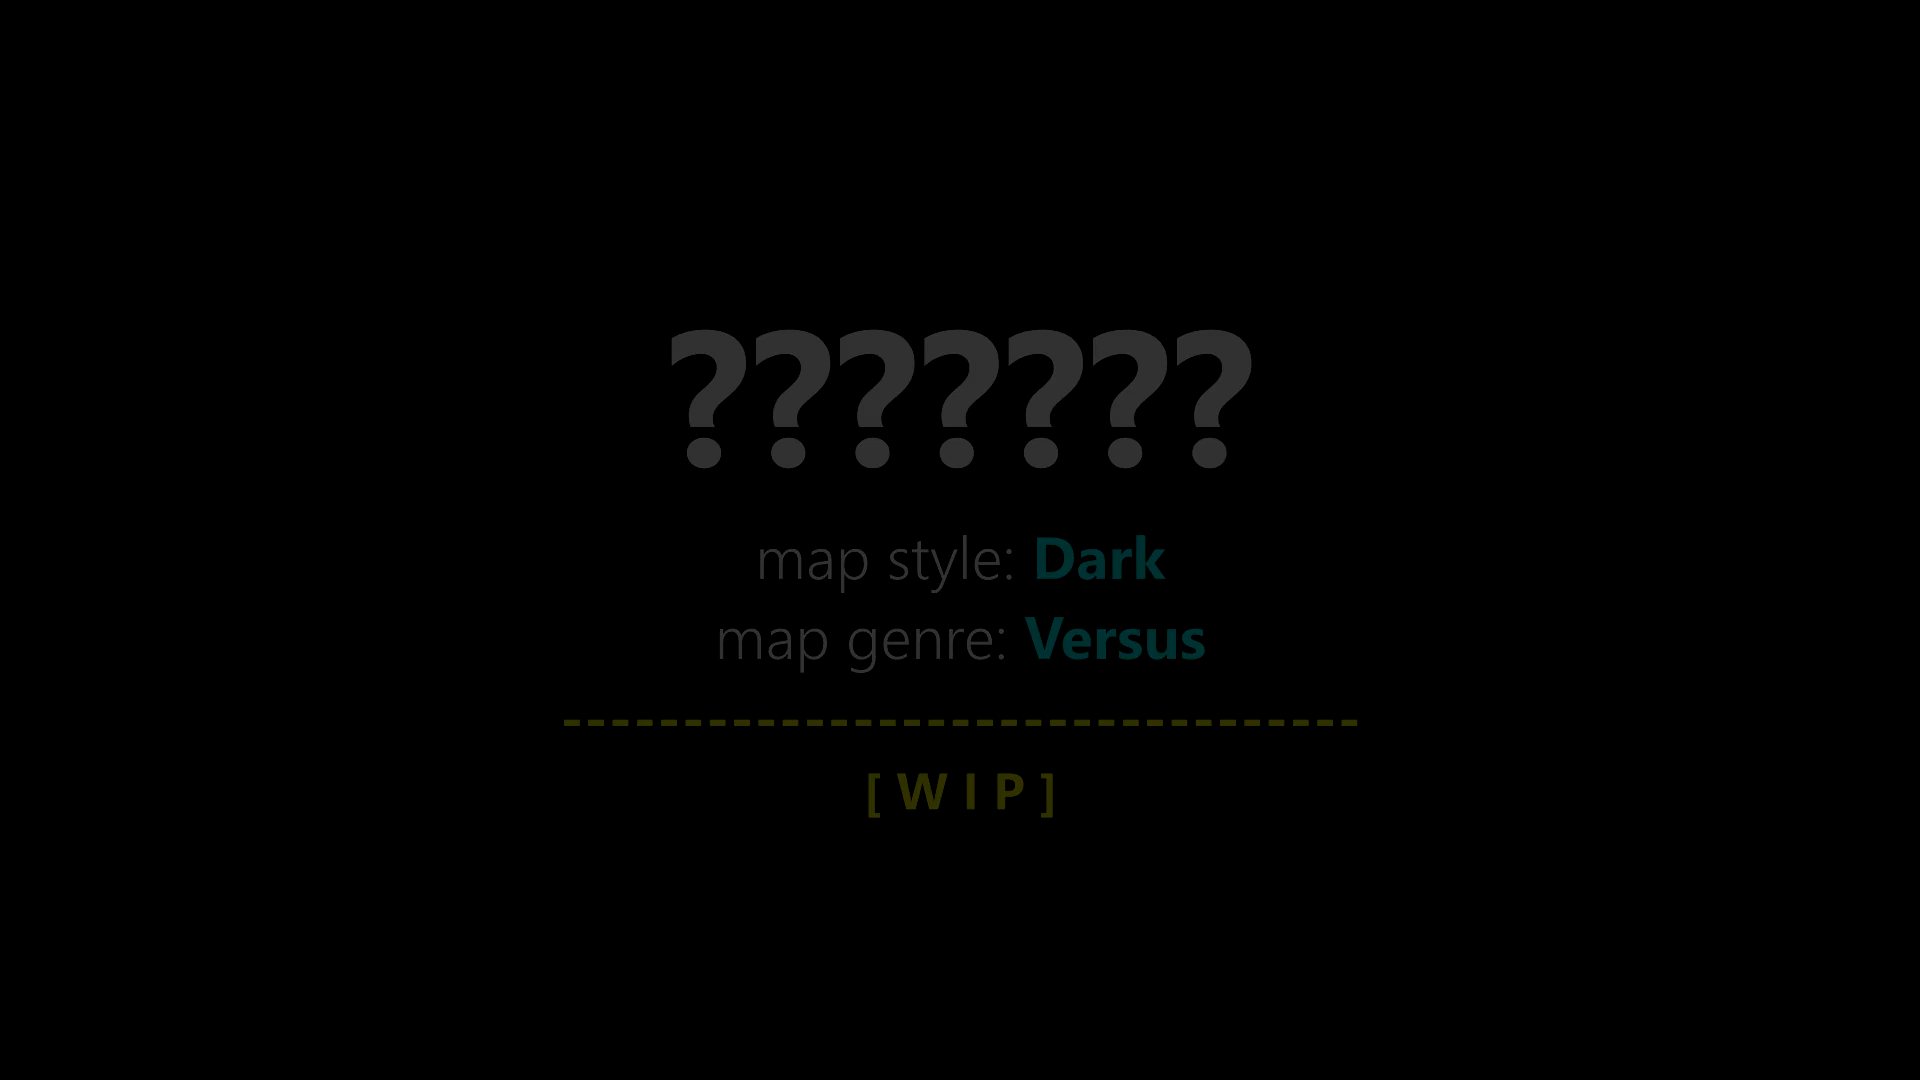 ???????
map style: Dark
map genre: Versus
---------------------------------
[ W I P ]